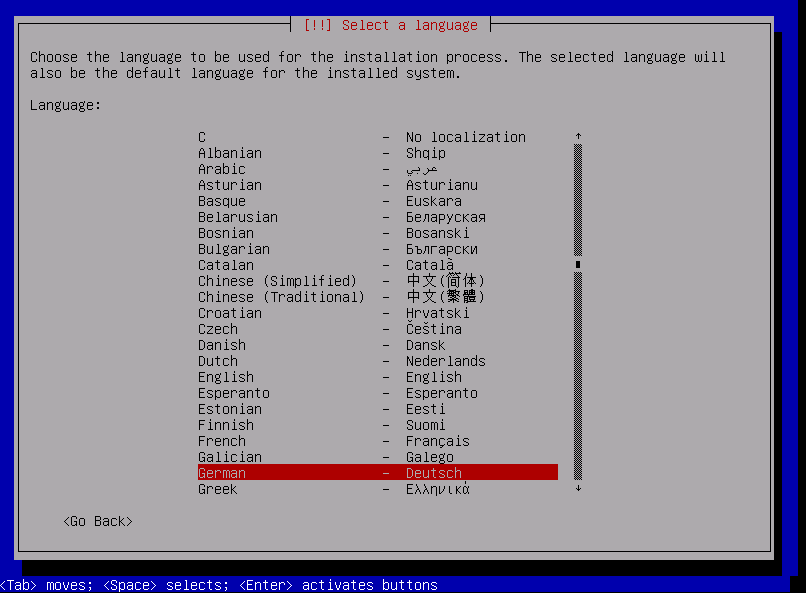 [!!] Select a language
Choose the language to be used for the installation process. The selected language will
also be the default language for the installed system.
Language:
C - No localization
Albanian - Shqip
Arabic - عربي
Asturian - Asturianu
Basque - Euskara
Belarusian - Беларуская
Bosnian - Bosanski
Bulgarian - Български
Catalan - Català
Chinese (Simplified) - 中文(简体)
Chinese (Traditional) - 中文(繁體)
Croatian - Hrvatski
Czech - Čeština
Danish - Dansk
Dutch - Nederlands
English - English
Esperanto - Esperanto
Estonian - Eesti
Finnish - Suomi
French - Français
Galician - Galego
German - Deutsch
Greek - Ελληνικά
<Go Back>
<Tab> moves; <Space> selects; <Enter> activates buttons